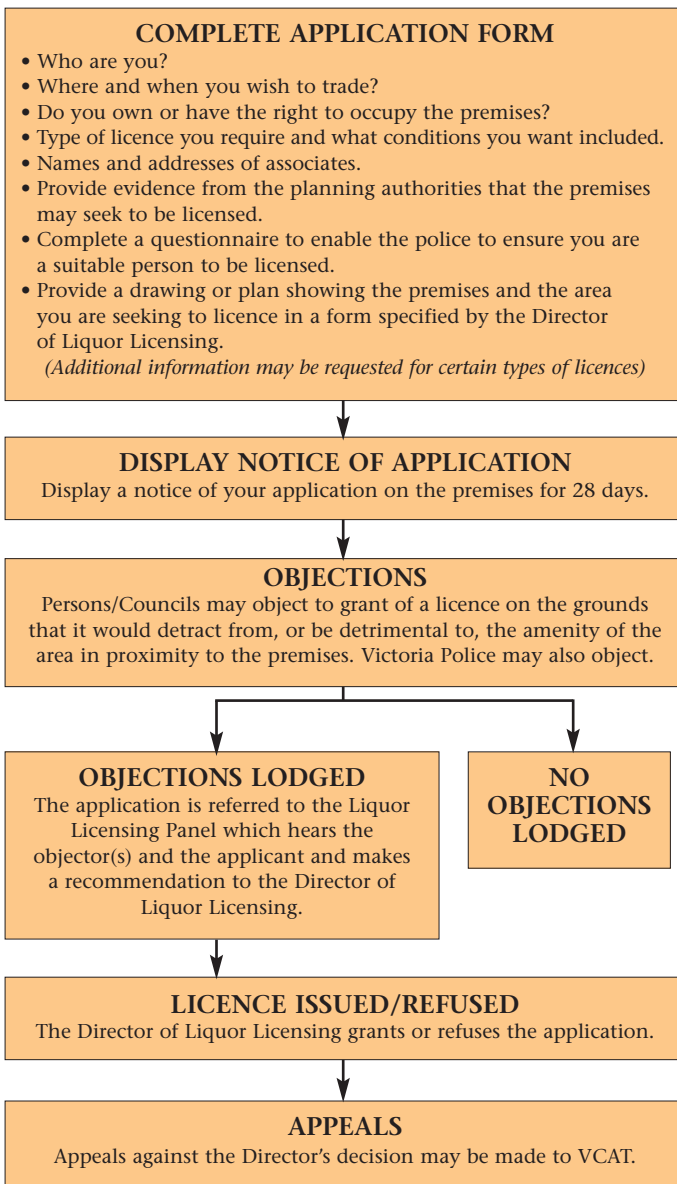 COMPLETE APPLICATION FORM
• Who are you?
• Where and when you wish to trade?
• Do you own or have the right to occupy the premises?
• Type of licence you require and what conditions you want included.
• Names and addresses of associates.
• Provide evidence from the planning authorities that the premises
may seek to be licensed.
• Complete a questionnaire to enable the police to ensure you are
a suitable person to be licensed.
• Provide a drawing or plan showing the premises and the area
you are seeking to licence in a form specified by the Director
of Liquor Licensing.
(Additional information may be requested for certain types of licences)
DISPLAY NOTICE OF APPLICATION
Display a notice of your application on the premises for 28 days.
OBJECTIONS
Persons/Councils may object to grant of a licence on the grounds
that it would detract from, or be detrimental to, the amenity of the
area in proximity to the premises. Victoria Police may also object.
OBJECTIONS LODGED
The application is referred to the Liquor
Licensing Panel which hears the
objector(s) and the applicant and makes
a recommendation to the Director of
Liquor Licensing.
NO
OBJECTIONS
LODGED
LICENCE ISSUED/REFUSED
The Director of Liquor Licensing grants or refuses the application.
APPEALS
Appeals against the Director's decision may be made to VCAT.